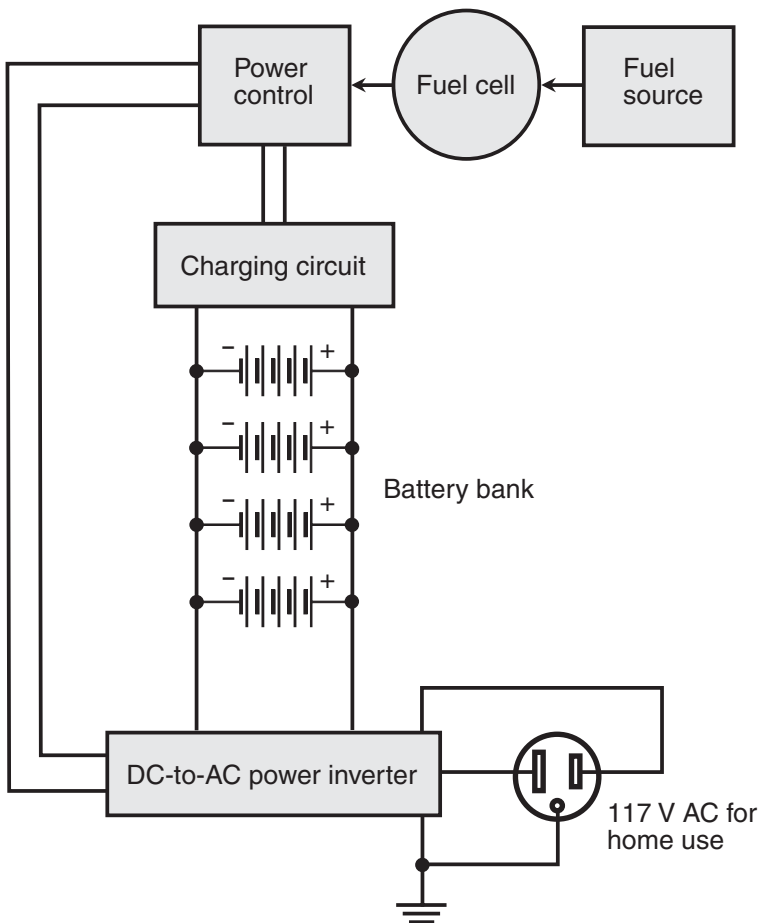 Power
control
Fuel cell
Fuel
source
Charging circuit
− +
− +
Battery bank
− +
− +
DC-to-AC power inverter
117 V AC for
home use